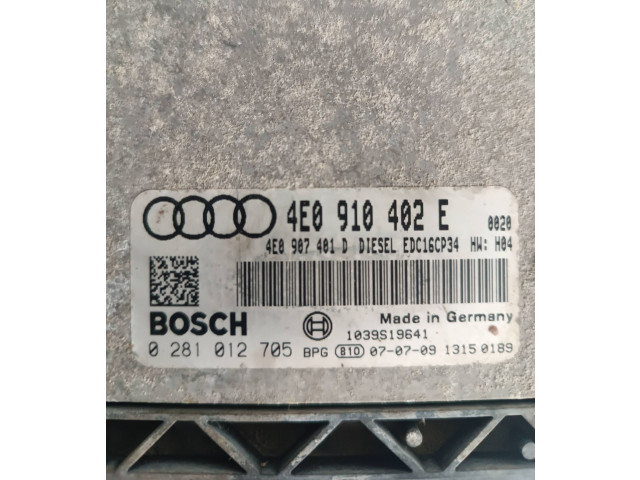 4E0 910 402 E 0020
4E0 907 401 D DIESEL EDC16CP34 HW: H04
Made in Germany
BOSCH 1039S19641
0 281 012 705 BPG 810 07-07-09 1315 0189